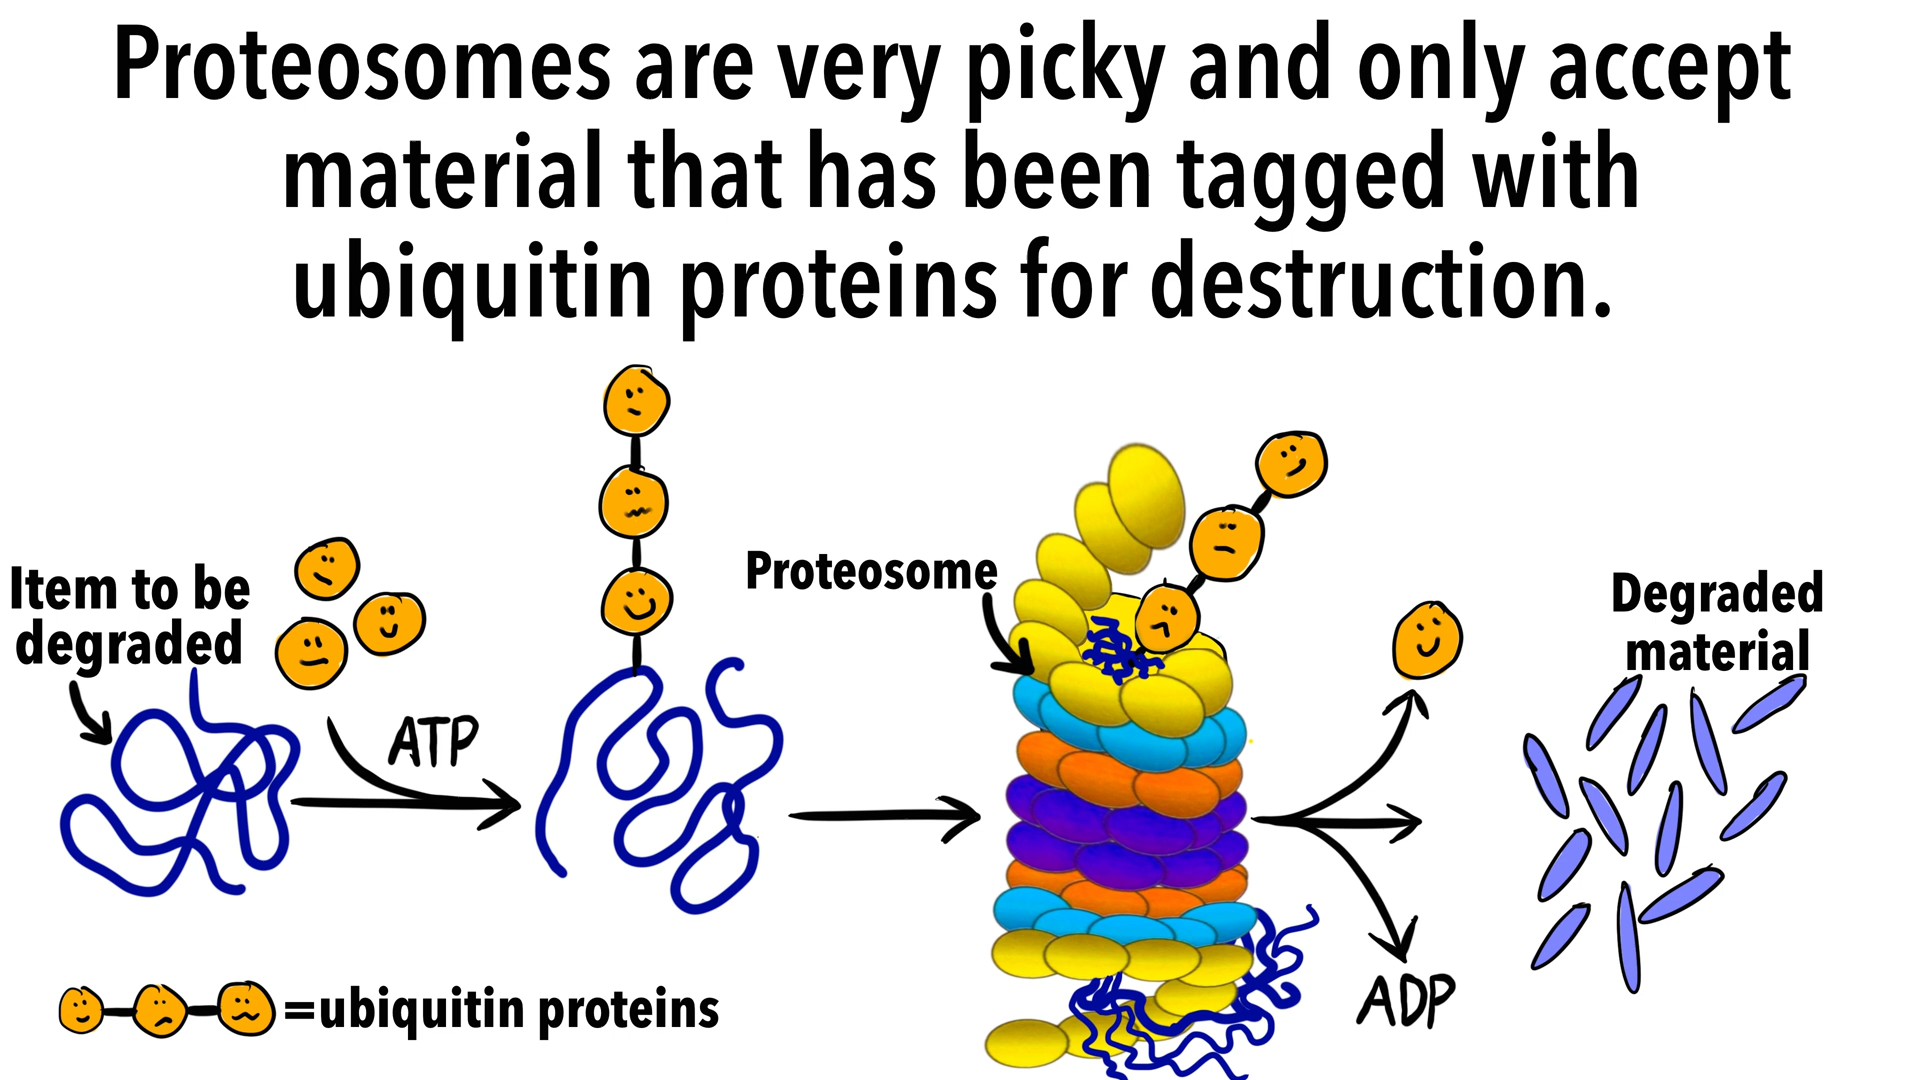 Proteosomes are very picky and only accept
material that has been tagged with
ubiquitin proteins for destruction.
Item to be
degraded
ATP
Proteosome
Degraded
material
ADP
=ubiquitin proteins